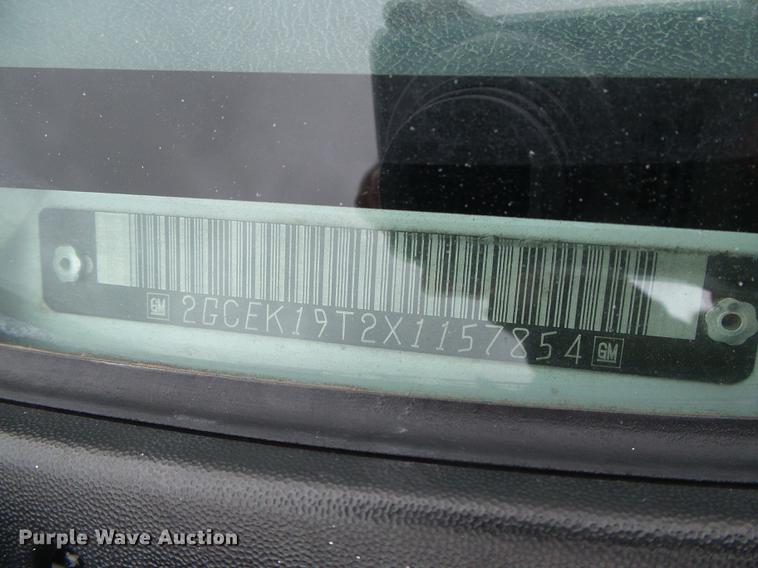 GM 2GCEK19T2X1157854 GM
Purple Wave Auction